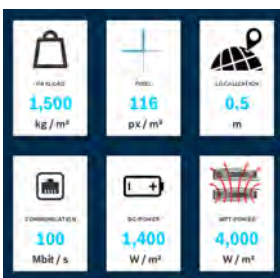 PAYLOAD
1,500
kg / m²
PIXEL
116
px / m²
LOCALIZATION
0.5
m
COMMUNICATION
100
Mbit / s
DC-POWER
1,400
W / m²
WPT-POWER
4,000
W / m²